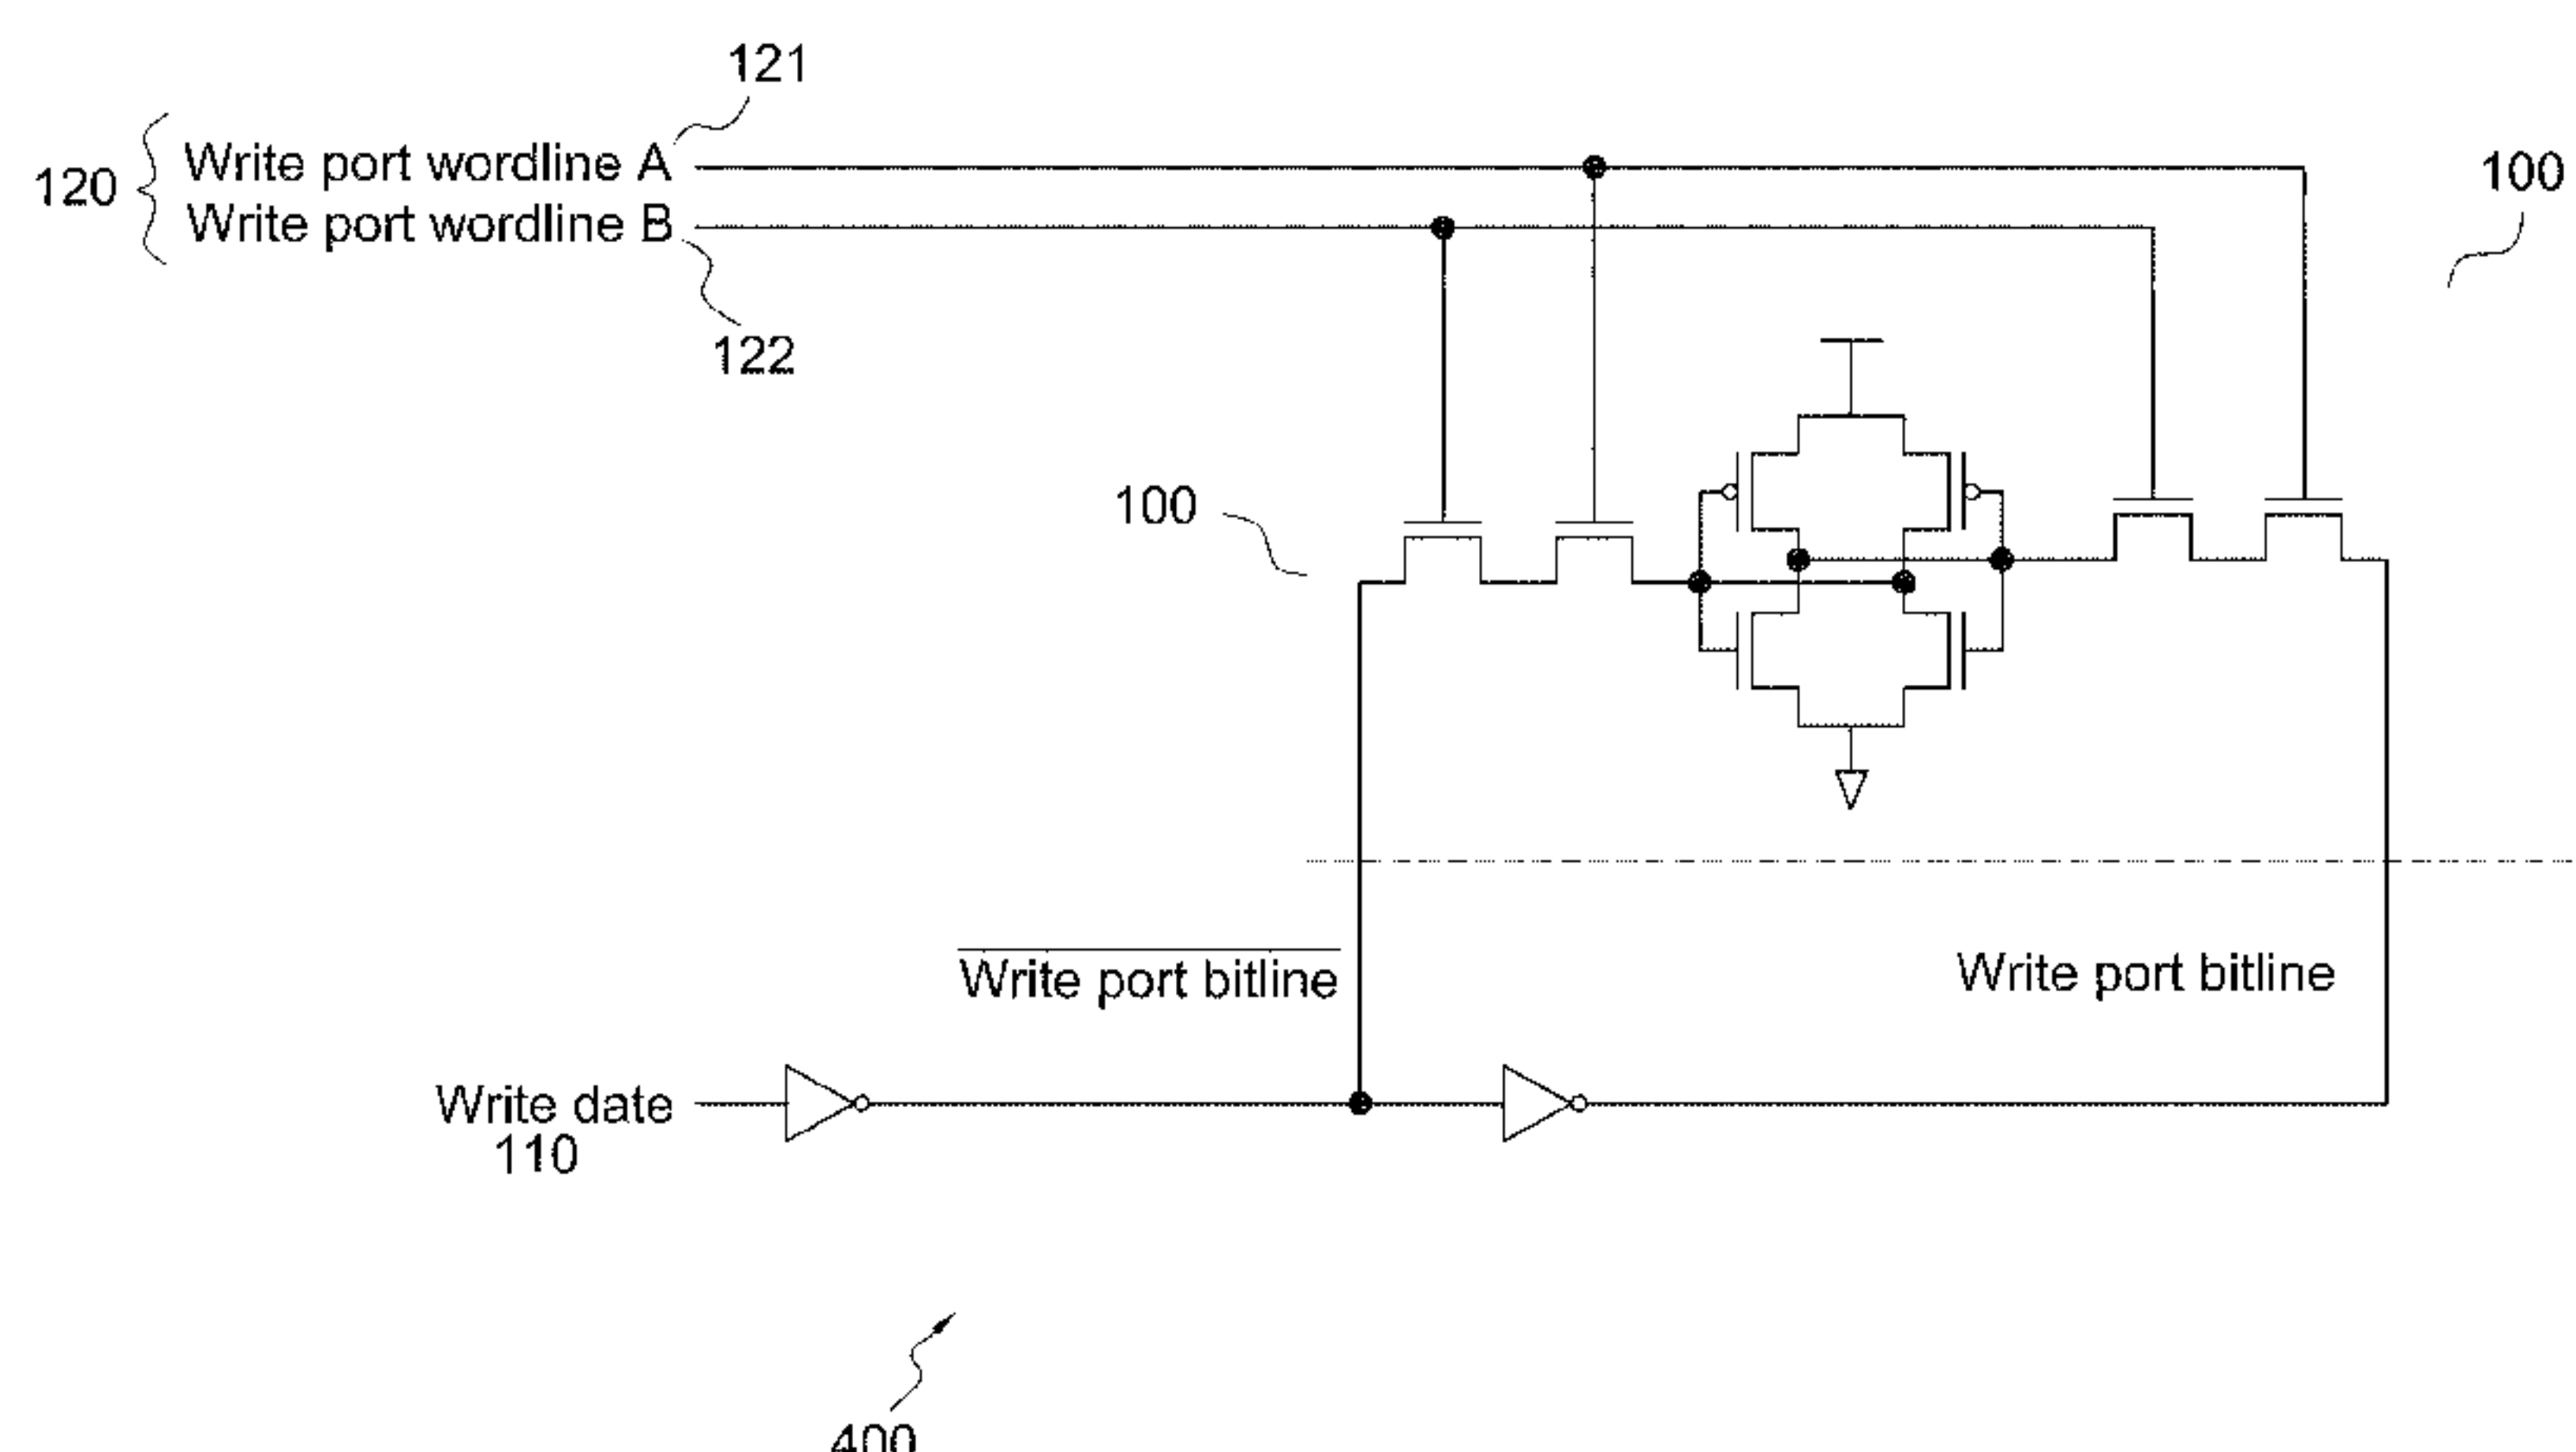 121
120
Write port wordline A
100
Write port wordline B
122
100
Write port bitline
Write port bitline
Write date
110
400